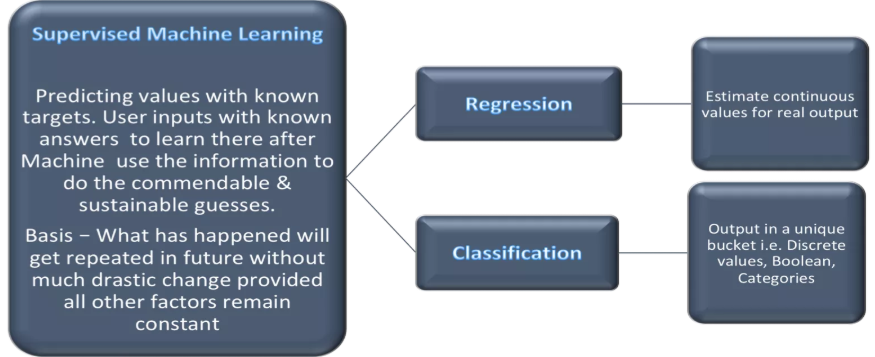 Supervised Machine Learning
Predicting values with known
targets. User inputs with known
answers to learn there after
Machine use the information to
do the commendable &
sustainable guesses.
Basis – What has happened will
get repeated in future without
much drastic change provided
all other factors remain
constant
Regression
Estimate continuous
values for real output
Classification
Output in a unique
bucket i.e. Discrete
values, Boolean,
Categories